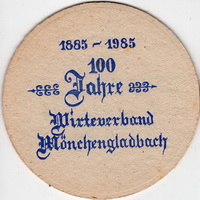 1885 - 1985
100
Jahre
Wirteverband
Mönchengladbach